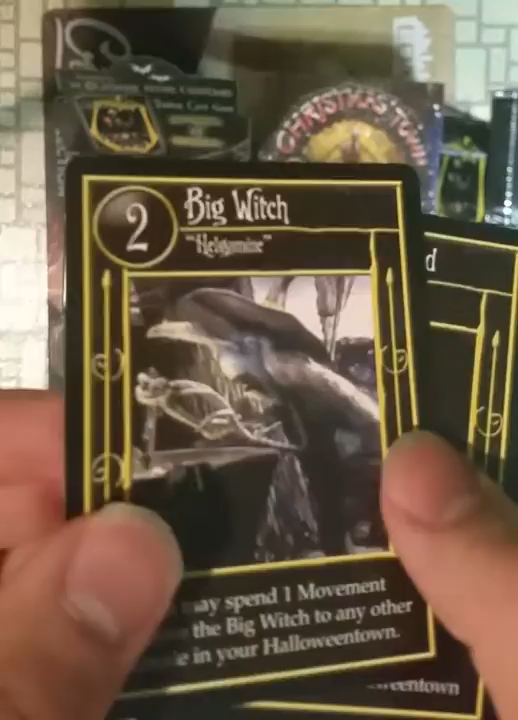 CHRISTMAS TOWN
2
Big Witch
"Helgamine"
d
may spend 1 Movement
the Big Witch to any other
in your Halloweentown.